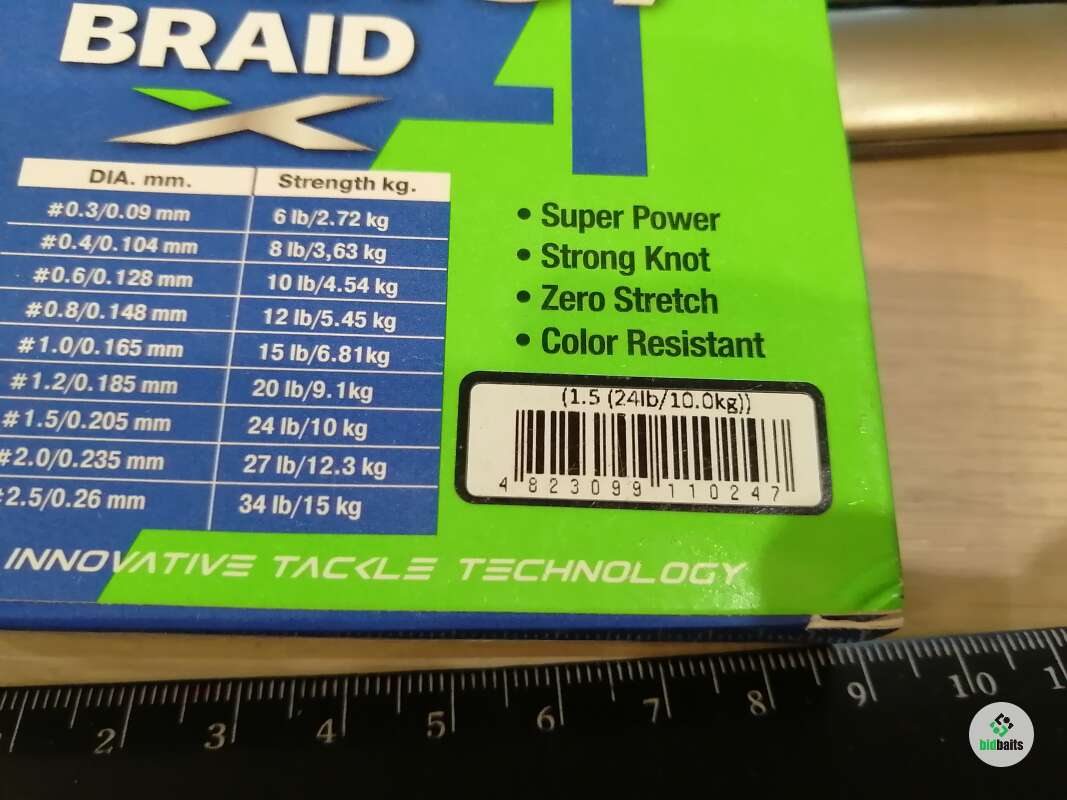 BRAID
X
DIA. mm. Strength kg.
#0.3/0.09 mm 6 lb/2.72 kg
#0.4/0.104 mm 8 lb/3,63 kg
#0.6/0.128 mm 10 lb/4.54 kg
#0.8/0.148 mm 12 lb/5.45 kg
#1.0/0.165 mm 15 lb/6.81kg
#1.2/0.185 mm 20 lb/9.1kg
#1.5/0.205 mm 24 lb/10 kg
#2.0/0.235 mm 27 lb/12.3 kg
#2.5/0.26 mm 34 lb/15 kg
• Super Power
• Strong Knot
• Zero Stretch
• Color Resistant
(1.5 (24lb/10.0kg))
4 823099 110247
INNOVATIVE TACKLE TECHNOLOGY
2 3 4 5 6 7 8 9 10
bidbaits